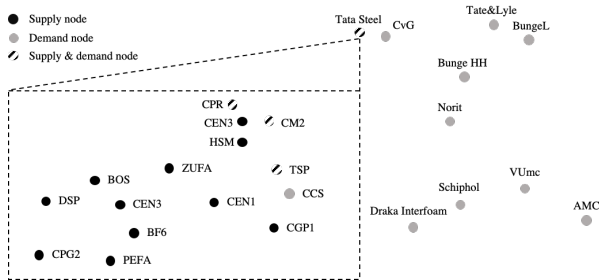 Supply node
Demand node
Supply & demand node
Tata Steel
CvG
Tate&Lyle
BungeL
Bunge HH
Norit
CPR
CEN3
CM2
HSM
ZUFA
TSP
BOS
CCS
DSP
CEN3
CEN1
BF6
CGP1
CPG2
PEFA
VUmc
Schiphol
Draka Interfoam
AMC